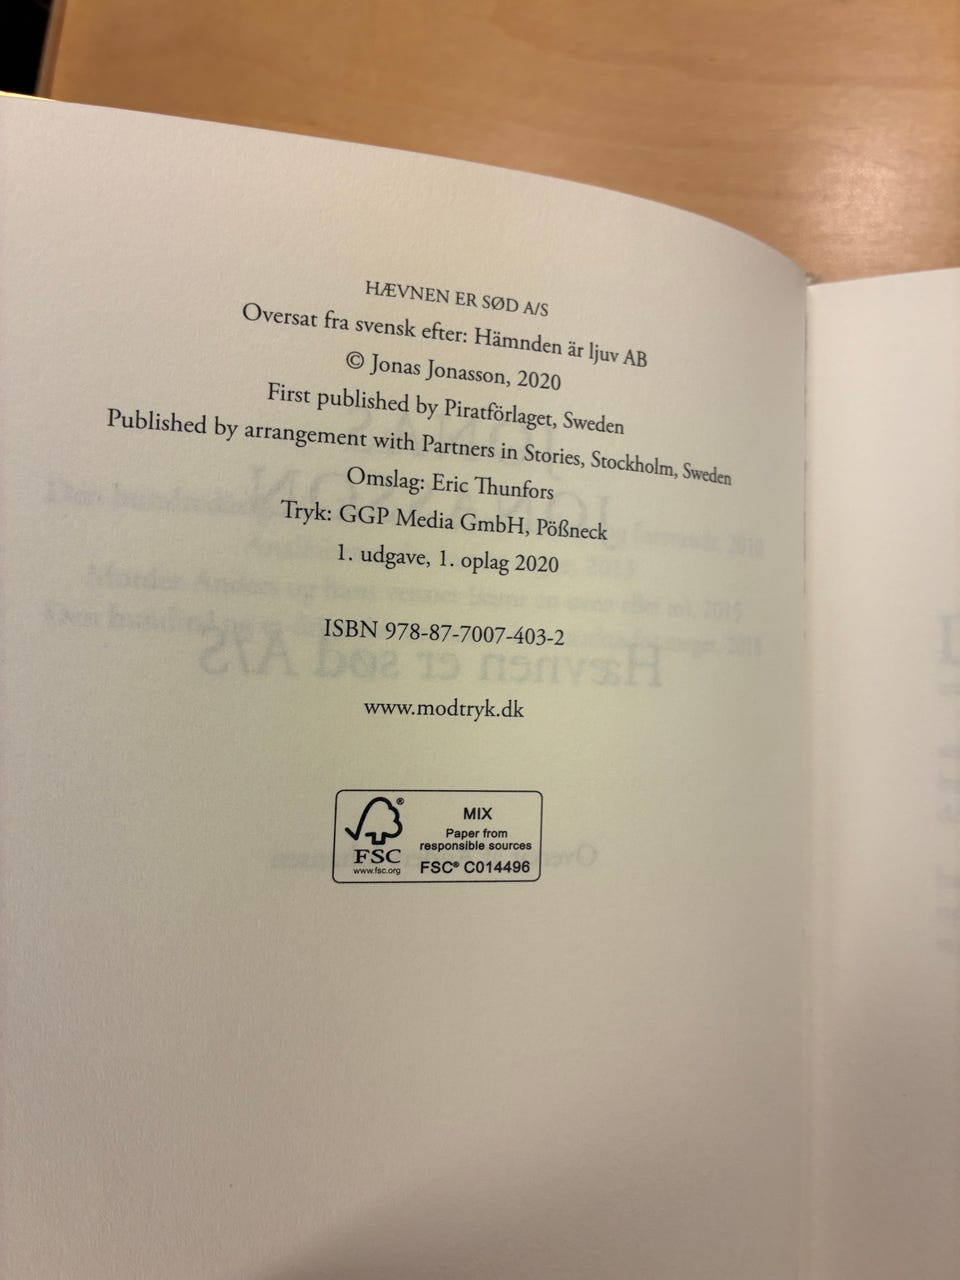 HÆVNEN ER SØD A/S
Oversat fra svensk efter: Hämnden är ljuv AB
© Jonas Jonasson, 2020
First published by Piratförlaget, Sweden
Published by arrangement with Partners in Stories, Stockholm, Sweden
Omslag: Eric Thunfors
Tryk: GGP Media GmbH, Pößneck
1. udgave, 1. oplag 2020
ISBN 978-87-7007-403-2
www.modtryk.dk
FSC®
www.fsc.org
MIX
Paper from
responsible sources
FSC® C014496
Hævnen er sød A/S